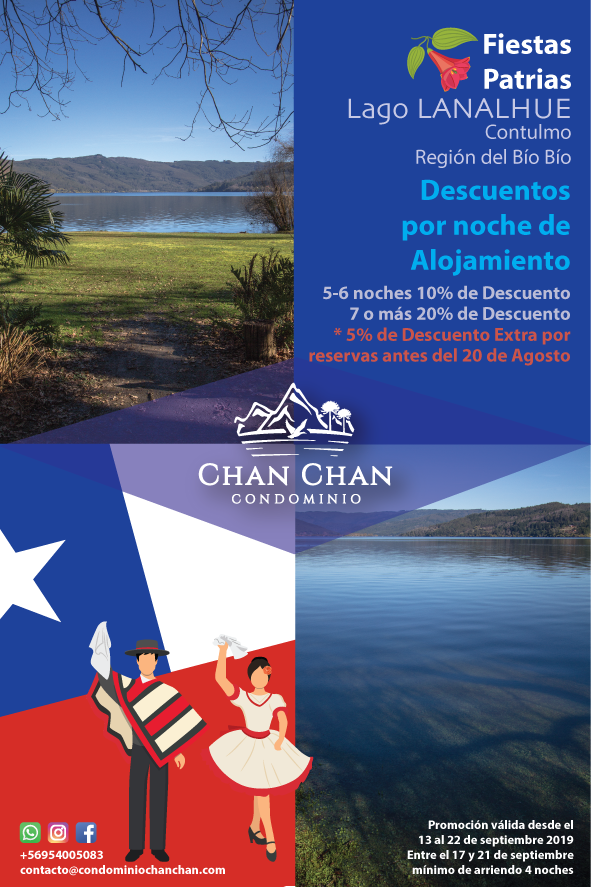 Fiestas
Patrias
Lago LANALHUE
Contulmo
Región del Bío Bío
Descuentos
por noche de
Alojamiento
5-6 noches 10% de Descuento
7 o más 20% de Descuento
* 5% de Descuento Extra por
reservas antes del 20 de Agosto
CHAN CHAN
CONDOMINIO
+56954005083
contacto@condominiochanchan.com
Promoción válida desde el
13 al 22 de septiembre 2019
Entre el 17 y 21 de septiembre
mínimo de arriendo 4 noches